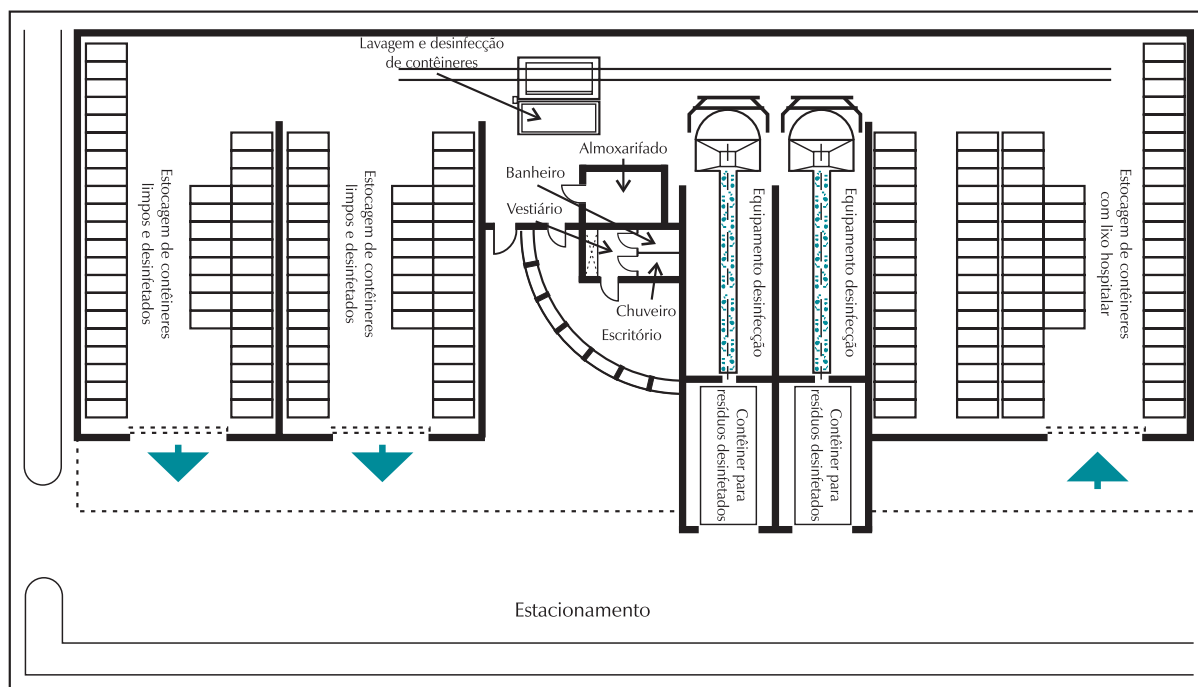 Lavagem e desinfecção
de contêineres
Almoxarifado
Banheiro
Vestiário
Chuveiro
Escritório
Estocagem de contêineres
limpos e desinfetados
Estocagem de contêineres
limpos e desinfetados
Equipamento desinfecção
Equipamento desinfecção
Estocagem de contêineres
com lixo hospitalar
Contêiner para
resíduos desinfetados
Contêiner para
resíduos desinfetados
Estacionamento